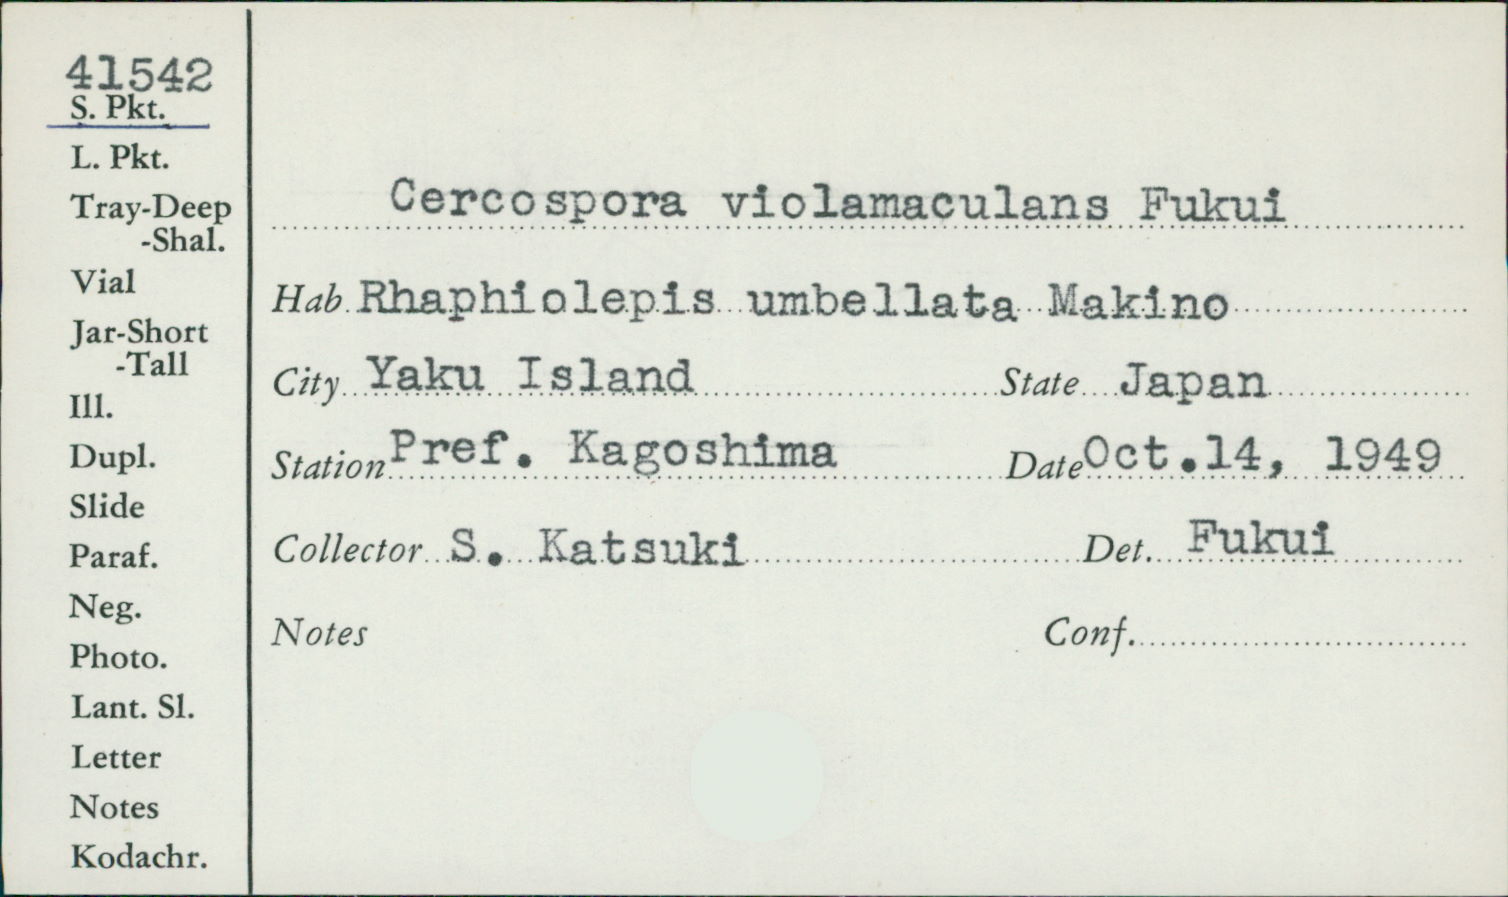 41542
S. Pkt.
L. Pkt.
Tray-Deep
-Shal.
Vial
Jar-Short
-Tall
Ill.
Dupl.
Slide
Paraf.
Neg.
Photo.
Lant. Sl.
Letter
Notes
Kodachr.
Cercospora violamaculans Fukui
Hab Rhaphiolepis umbellata Makino
City Yaku Island State Japan
Station Pref. Kagoshima Date Oct.14, 1949
Collector S. Katsuki Det. Fukui
Notes Conf.